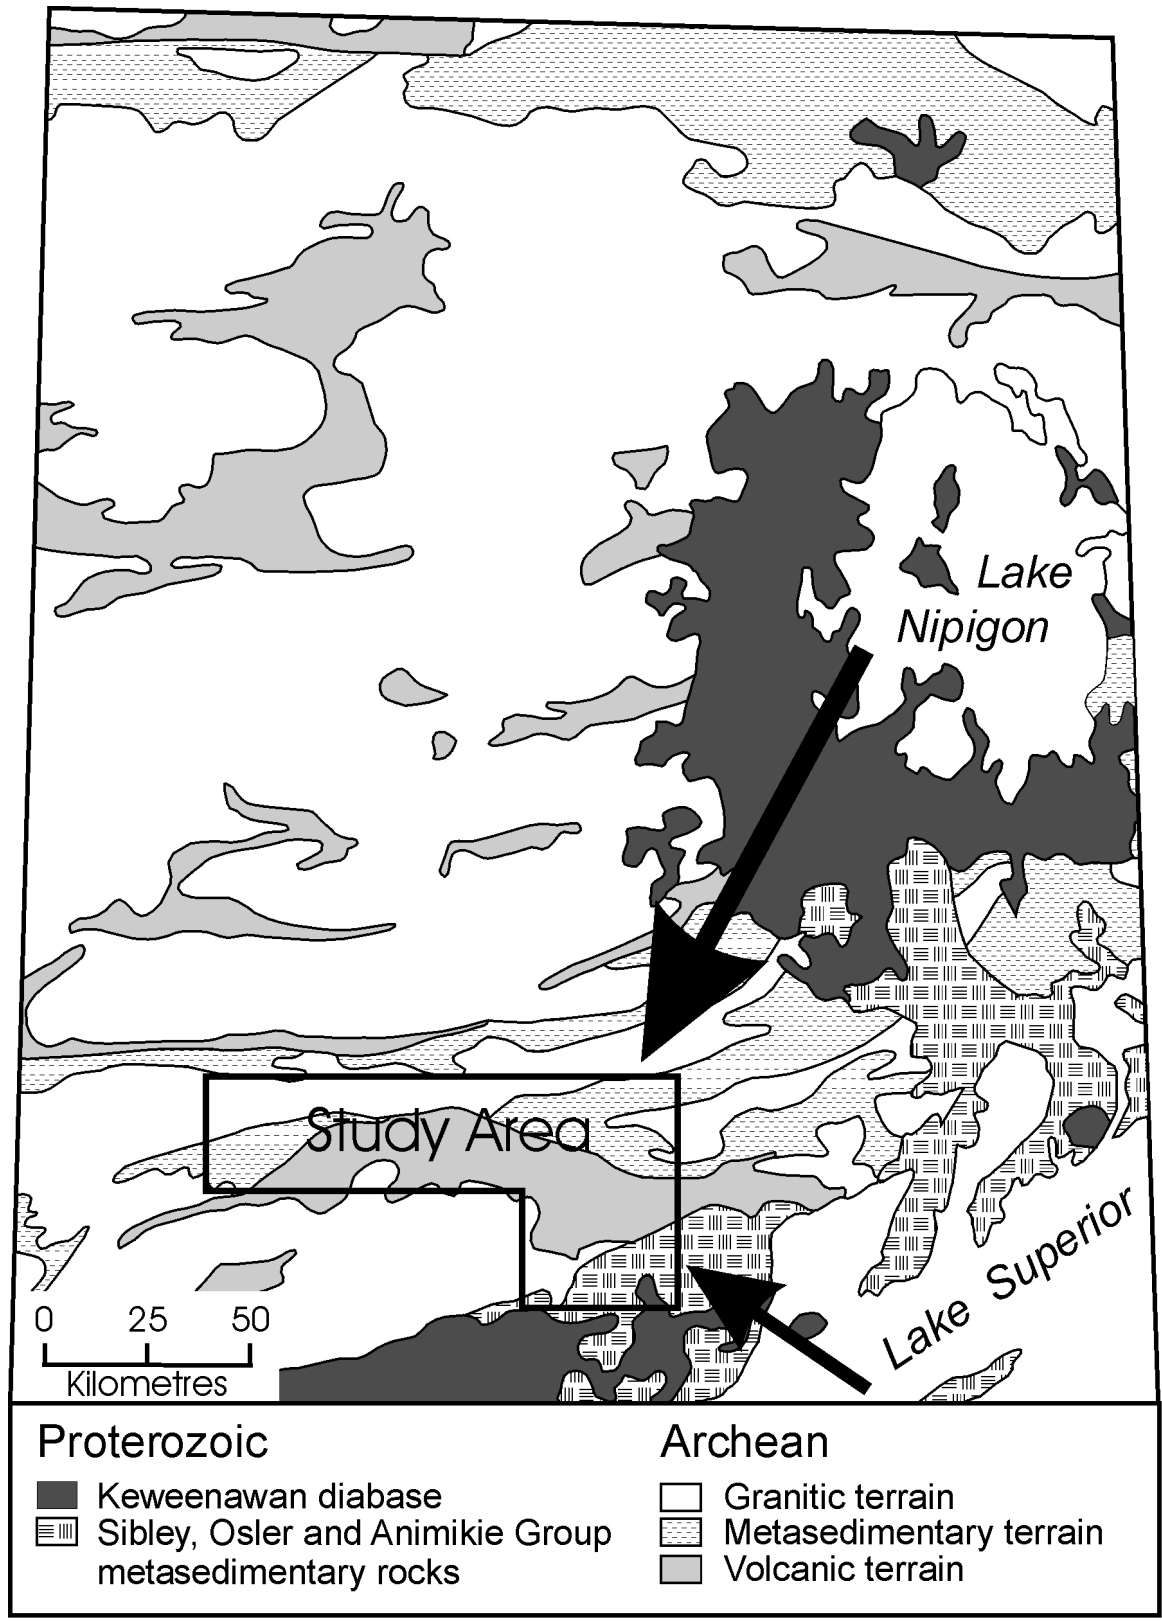 Lake
Nipigon
Study Area
Lake Superior
0 25 50
Kilometres
Proterozoic
Keweenawan diabase
Sibley, Osler and Animikie Group
metasedimentary rocks
Archean
Granitic terrain
Metasedimentary terrain
Volcanic terrain